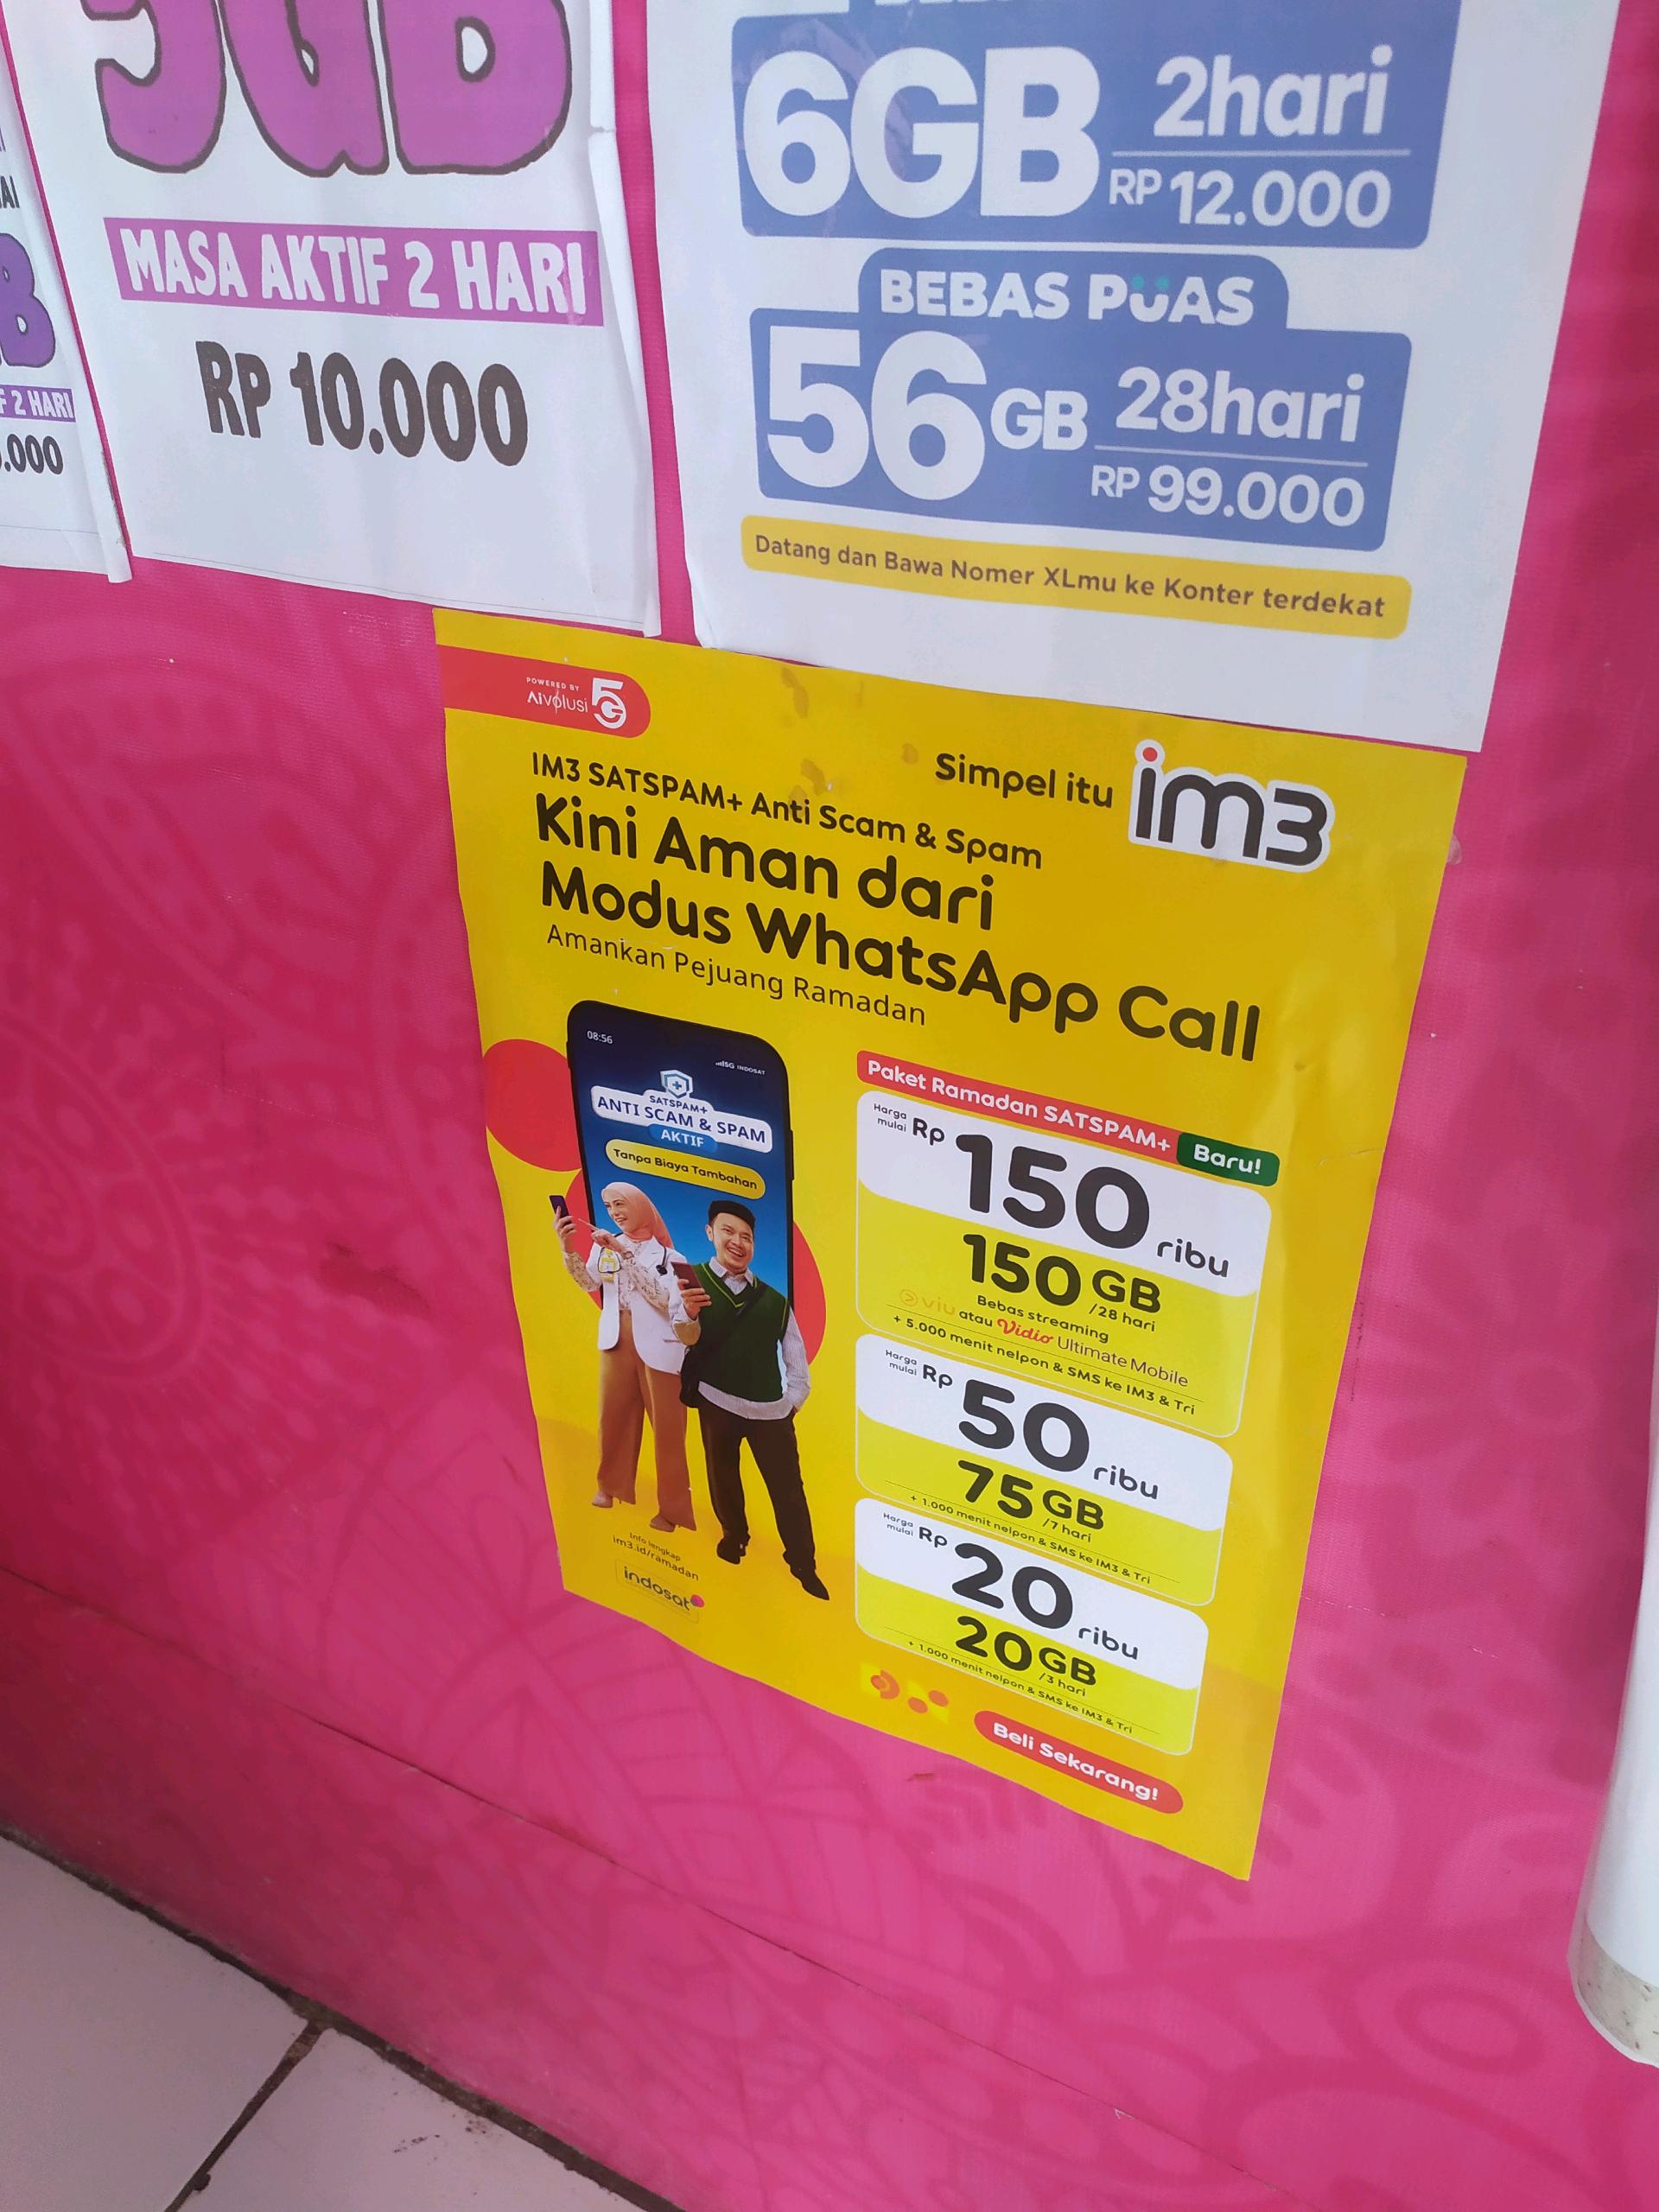 5GB
MASA AKTIF 2 HARI
RP 10.000
2 HARI
.000
6GB
2hari
RP 12.000
BEBAS PUAS
56GB
28hari
RP 99.000
Datang dan Bawa Nomer XLmu ke Konter terdekat
POWERED BY
AIvolusi 5G
Simpel itu im3
IM3 SATSPAM+ Anti Scam & Spam
Kini Aman dari
Modus WhatsApp Call
Amankan Pejuang Ramadan
08:56
5G INDOSAT
SATSPAM+
ANTI SCAM & SPAM
AKTIF
Tanpa Biaya Tambahan
Info lengkap
im3.id/ramadan
indosat
Paket Ramadan SATSPAM+ Baru!
Harga mulai Rp 150 ribu
150 GB /28 hari
Bebas streaming
viu atau Vidio Ultimate Mobile
+ 5.000 menit nelpon & SMS ke IM3 & Tri
Harga mulai Rp 50 ribu
75 GB /7 hari
+ 1.000 menit nelpon & SMS ke IM3 & Tri
Harga mulai Rp 20 ribu
20 GB /3 hari
+ 1.000 menit nelpon & SMS ke IM3 & Tri
Beli Sekarang!